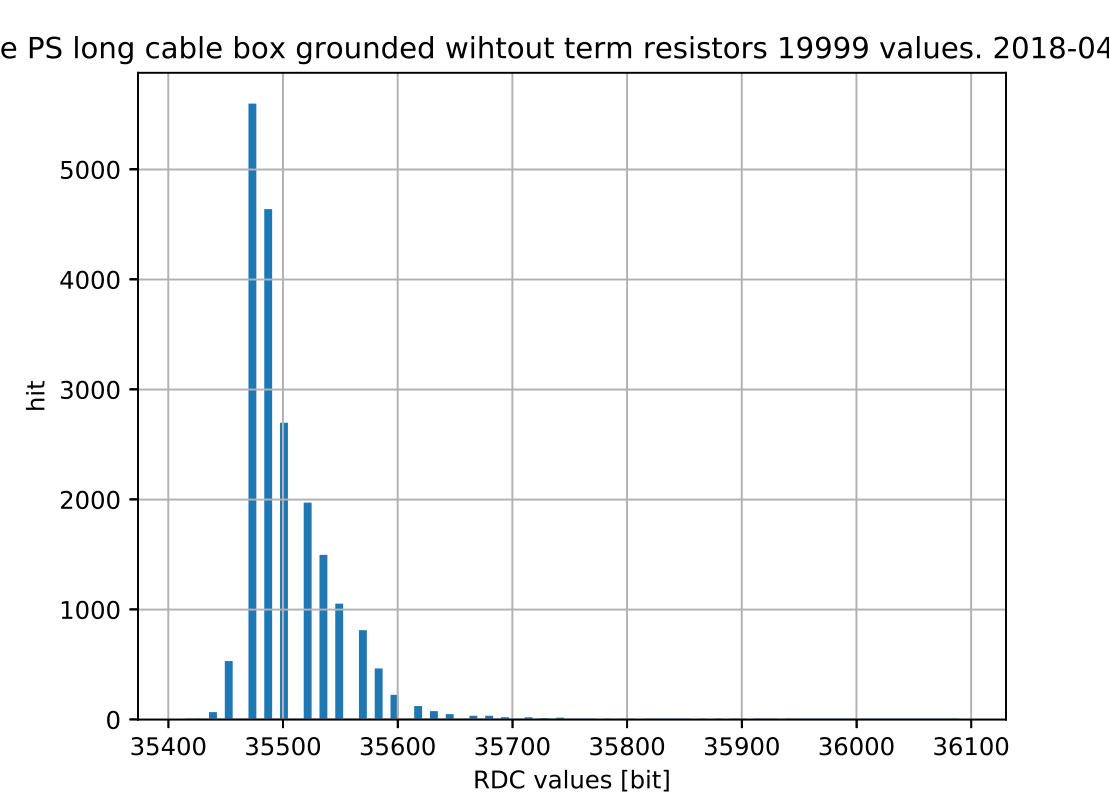 e PS long cable box grounded wihtout term resistors 19999 values. 2018-04
5000
4000
3000
2000
1000
0
hit
35400 35500 35600 35700 35800 35900 36000 36100
RDC values [bit]